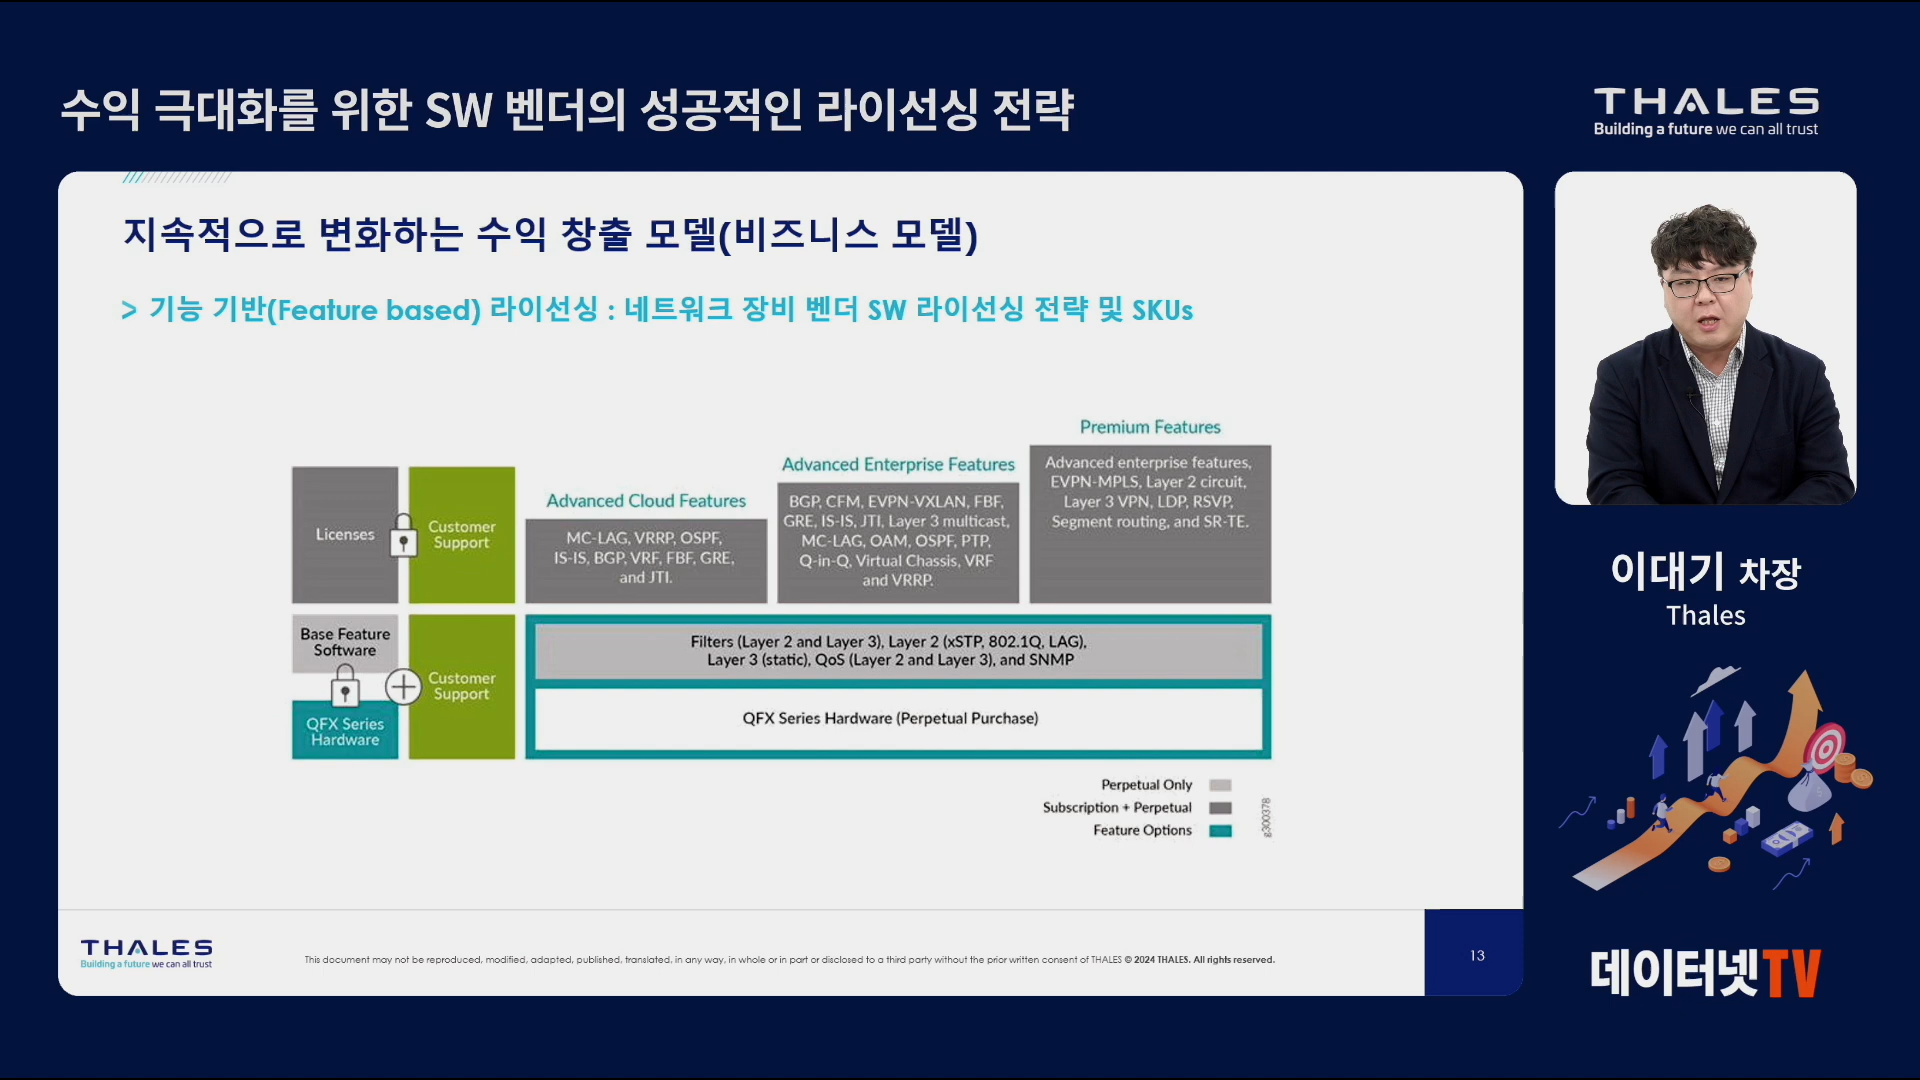 수익 극대화를 위한 SW 벤더의 성공적인 라이선싱 전략
THALES
Building a future we can all trust
지속적으로 변화하는 수익 창출 모델(비즈니스 모델)
> 기능 기반(Feature based) 라이선싱 : 네트워크 장비 벤더 SW 라이선싱 전략 및 SKUs
Licenses
Customer
Support
Advanced Cloud Features
MC-LAG, VRRP, OSPF,
IS-IS, BGP, VRF, FBF, GRE,
and JTI.
Advanced Enterprise Features
BGP, CFM, EVPN-VXLAN, FBF,
GRE, IS-IS, JTI, Layer 3 multicast,
MC-LAG, OAM, OSPF, PTP,
Q-in-Q, Virtual Chassis, VRF
and VRRP.
Premium Features
Advanced enterprise features,
EVPN-MPLS, Layer 2 circuit,
Layer 3 VPN, LDP, RSVP,
Segment routing, and SR-TE.
Base Feature
Software
QFX Series
Hardware
Customer
Support
Filters (Layer 2 and Layer 3), Layer 2 (xSTP, 802.1Q, LAG),
Layer 3 (static), QoS (Layer 2 and Layer 3), and SNMP
QFX Series Hardware (Perpetual Purchase)
Perpetual Only
Subscription + Perpetual
Feature Options
g300378
THALES
Building a future we can all trust
This document may not be reproduced, modified, adapted, published, translated, in any way, in whole or in part or disclosed to a third party without the prior written consent of THALES © 2024 THALES. All rights reserved.
13
이대기 차장
Thales
데이터넷TV